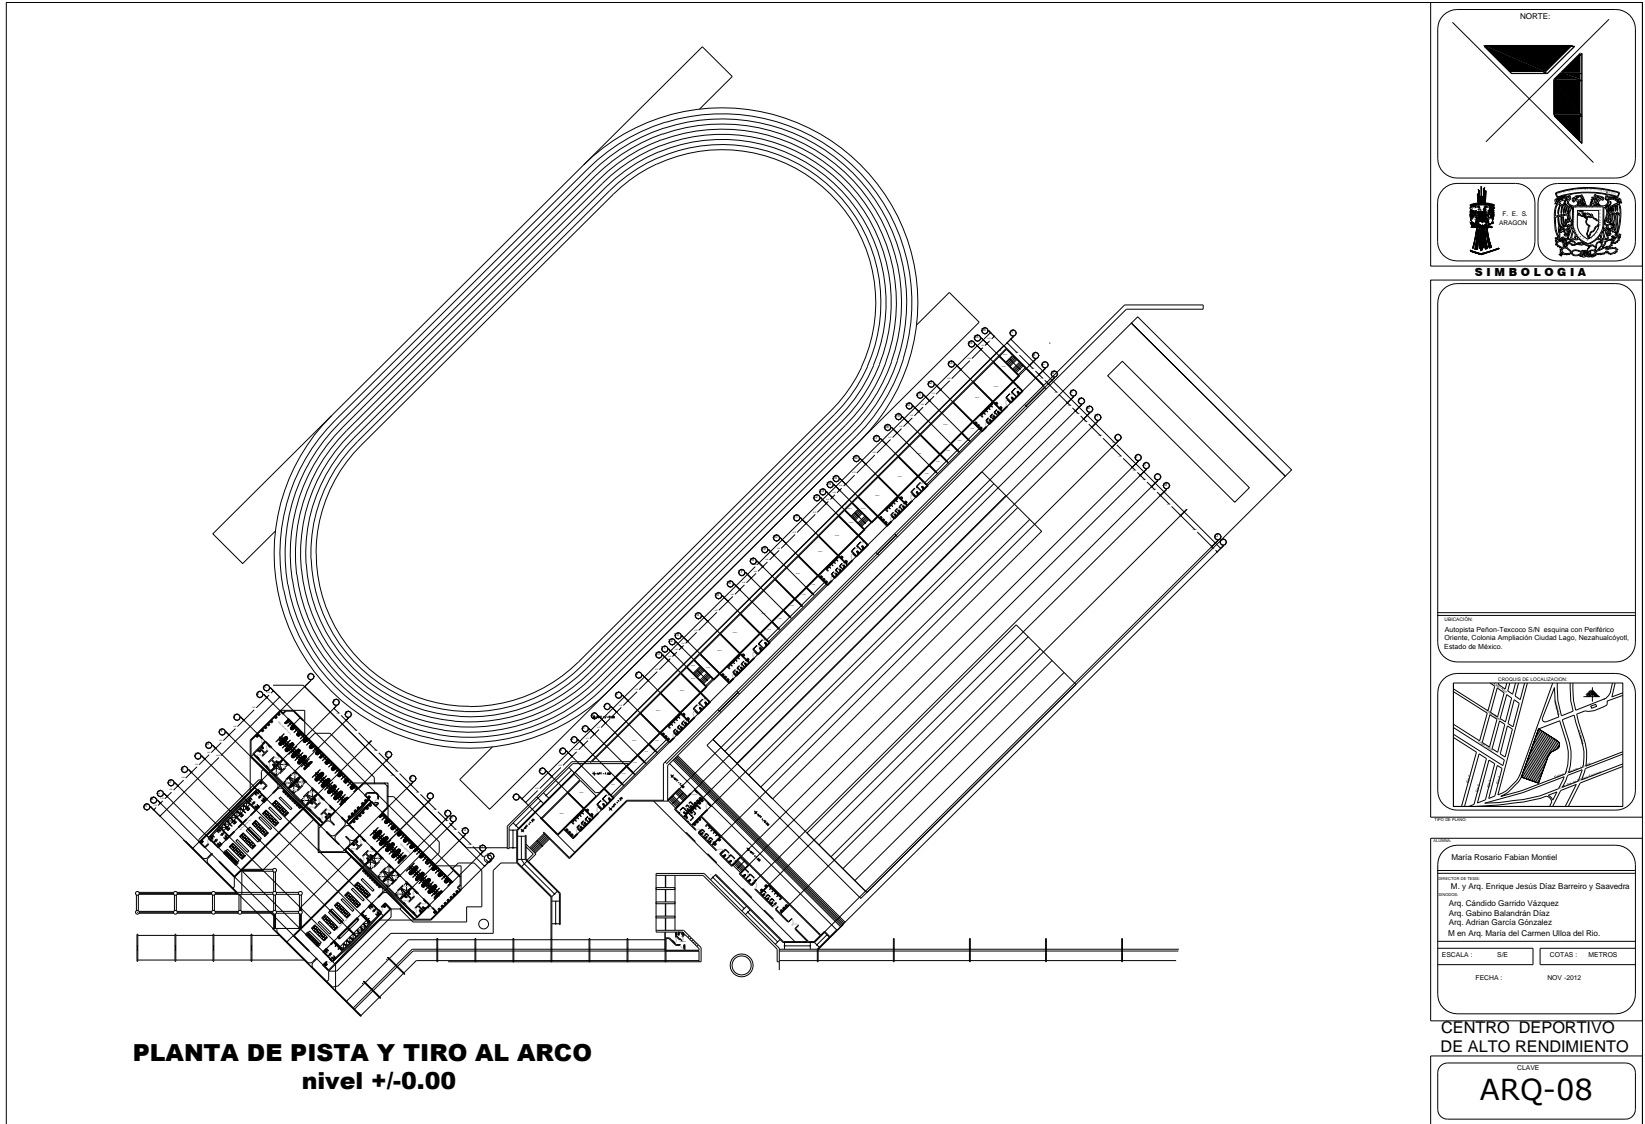 NORTE:
F. E. S.
ARAGON
SIMBOLOGIA
UBICACIÓN:
Autopista Peñon-Texcoco S/N esquina con Periférico
Oriente, Colonia Ampliación Ciudad Lago, Nezahualcóyotl,
Estado de México.
CROQUIS DE LOCALIZACION:
TIPO DE PLANO:
ALUMNA:
María Rosario Fabian Montiel
DIRECTOR DE TESIS:
M. y Arq. Enrique Jesús Díaz Barreiro y Saavedra
SINODOS:
Arq. Cándido Garrido Vázquez
Arq. Gabino Balandrán Díaz
Arq. Adrian García Gónzalez
M en Arq. María del Carmen Ulloa del Rio.
ESCALA : S/E COTAS : METROS
FECHA : NOV -2012
CENTRO DEPORTIVO
DE ALTO RENDIMIENTO
CLAVE
ARQ-08
PLANTA DE PISTA Y TIRO AL ARCO
nivel +/-0.00